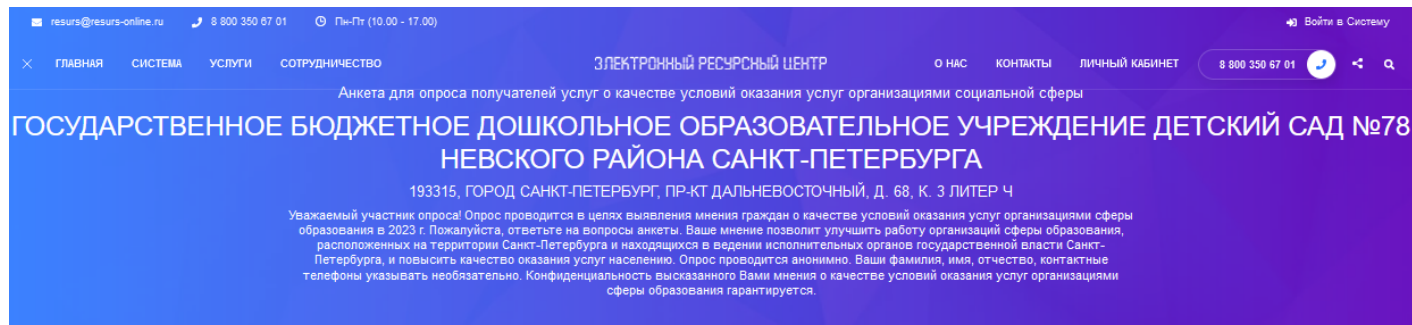 resurs@resurs-online.ru 8 800 350 67 01 Пн-Пт (10.00 - 17.00) Войти в Систему
ГЛАВНАЯ СИСТЕМА УСЛУГИ СОТРУДНИЧЕСТВО ЭЛЕКТРОННЫЙ РЕСУРСНЫЙ ЦЕНТР О НАС КОНТАКТЫ ЛИЧНЫЙ КАБИНЕТ 8 800 350 67 01
Анкета для опроса получателей услуг о качестве условий оказания услуг организациями социальной сферы
ГОСУДАРСТВЕННОЕ БЮДЖЕТНОЕ ДОШКОЛЬНОЕ ОБРАЗОВАТЕЛЬНОЕ УЧРЕЖДЕНИЕ ДЕТСКИЙ САД №78
НЕВСКОГО РАЙОНА САНКТ-ПЕТЕРБУРГА
193315, ГОРОД САНКТ-ПЕТЕРБУРГ, ПР-КТ ДАЛЬНЕВОСТОЧНЫЙ, Д. 68, К. 3 ЛИТЕР Ч
Уважаемый участник опроса! Опрос проводится в целях выявления мнения граждан о качестве условий оказания услуг организациями сферы
образования в 2023 г. Пожалуйста, ответьте на вопросы анкеты. Ваше мнение позволит улучшить работу организаций сферы образования,
расположенных на территории Санкт-Петербурга и находящихся в ведении исполнительных органов государственной власти Санкт-
Петербурга, и повысить качество оказания услуг населению. Опрос проводится анонимно. Ваши фамилия, имя, отчество, контактные
телефоны указывать необязательно. Конфиденциальность высказанного Вами мнения о качестве условий оказания услуг организациями
сферы образования гарантируется.